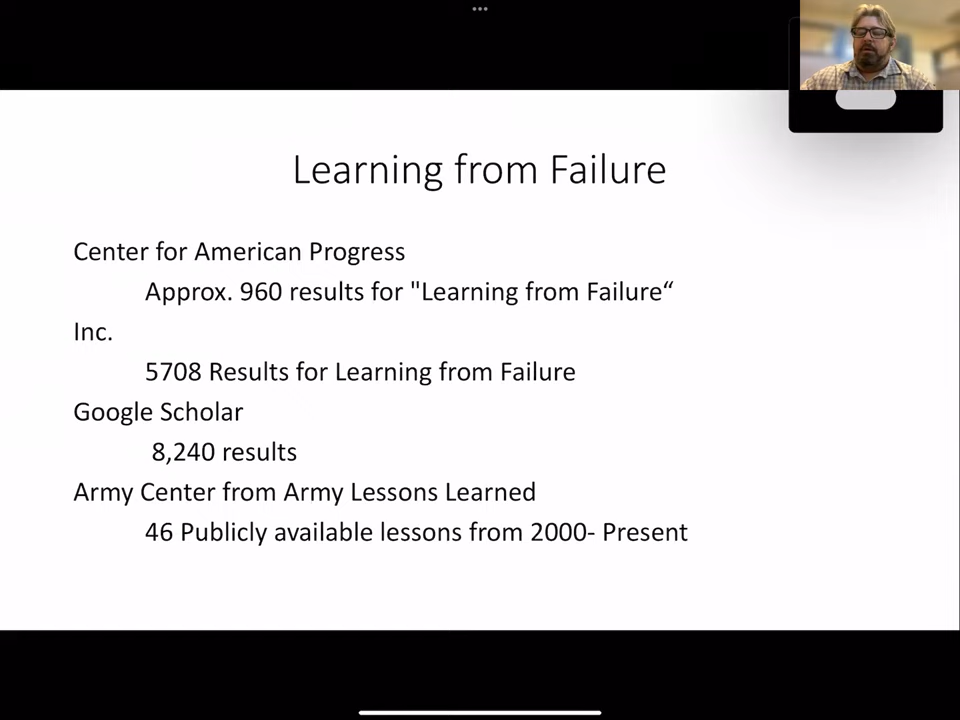 Learning from Failure
Center for American Progress
Approx. 960 results for "Learning from Failure“
Inc.
5708 Results for Learning from Failure
Google Scholar
8,240 results
Army Center from Army Lessons Learned
46 Publicly available lessons from 2000- Present